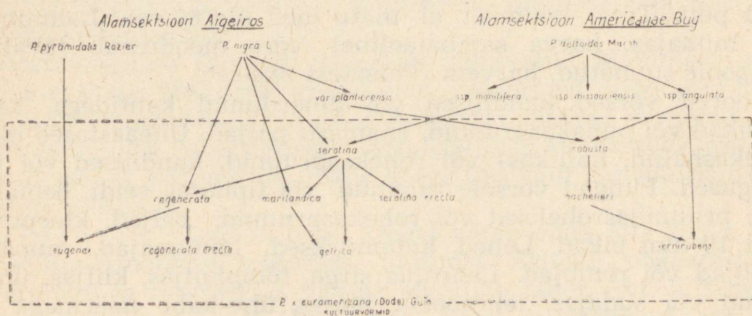 Alamsektsioon Aigeiros
Alamsektsioon Americanae Bug
P. pyramidalis Rozier
P. nigra
P. deltoides Marsh
var. plantierensis
ssp. monilifera
ssp. missouriensis
ssp. angulata
serotina
robusta
regenerata
marilandica
serotina erecta
bachelieri
eugenei
regenerata erecta
gelrica
vernirubens
P. x euramericana (Dode) Guin.
KULTUURVORMID